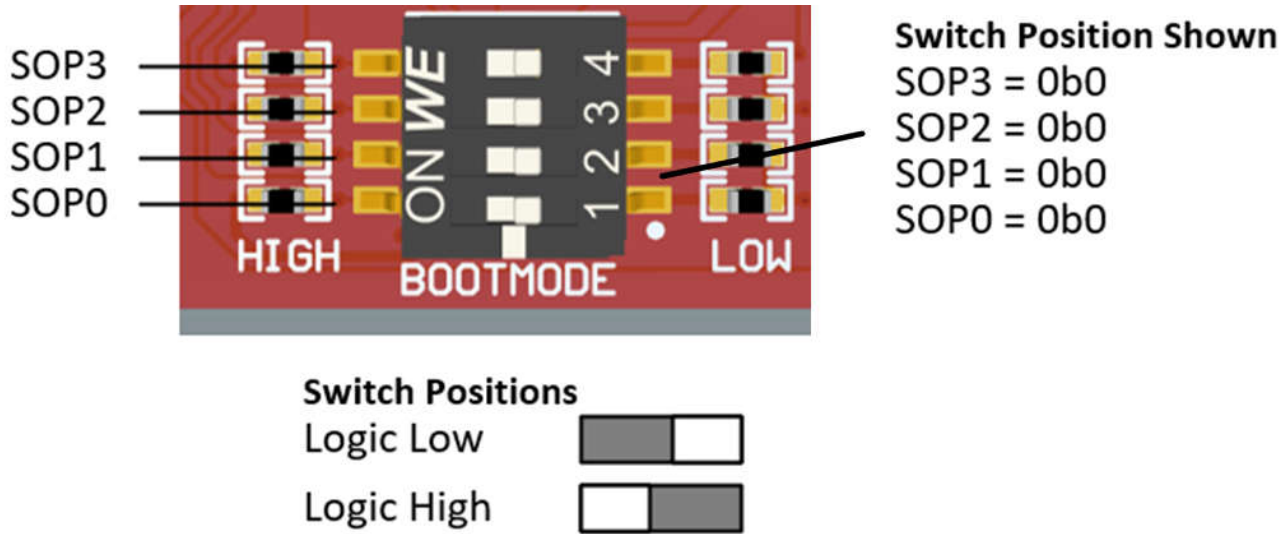 SOP3
SOP2
SOP1
SOP0
HIGH
ON WE
4
3
2
1
BOOTMODE
LOW
Switch Position Shown
SOP3 = 0b0
SOP2 = 0b0
SOP1 = 0b0
SOP0 = 0b0
Switch Positions
Logic Low
Logic High